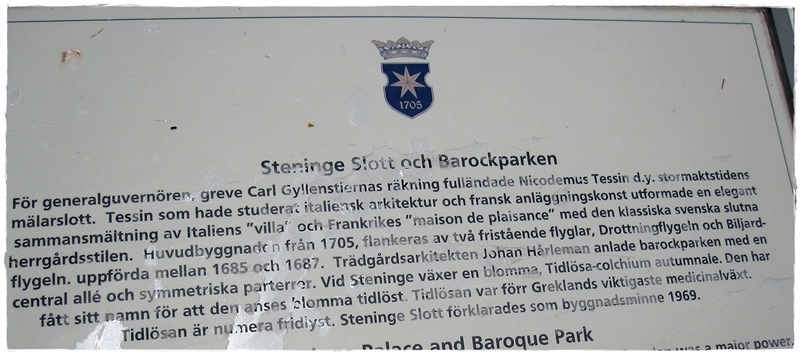 1705
Steninge Slott och Barockparken
För generalguvernören, greve Carl Gyllenstiernas räkning fulländade Nicodemus Tessin d.y. stormaktstidens
mälarslott. Tessin som hade studerat italiensk arkitektur och fransk anläggningskonst utformade en elegant
sammansmältning av Italiens "villa" och Frankrikes "maison de plaisance" med den klassiska svenska slutna
herrgårdsstilen. Huvudbyggnaden från 1705, flankeras av två fristående flyglar, Drottningflygeln och Biljard-
flygeln. uppförda mellan 1685 och 1687. Trädgårdsarkitekten Johan Hårleman anlade barockparken med en
central allé och symmetriska parterrer. Vid Steninge växer en blomma, Tidlösa-colchium autumnale. Den har
fått sitt namn för att den anses blomma tidlöst. Tidlösan var förr Greklands viktigaste medicinalväxt.
Tidlösan är numera fridlyst. Steninge Slott förklarades som byggnadsminne 1969.
Palace and Baroque Park
was a major power.